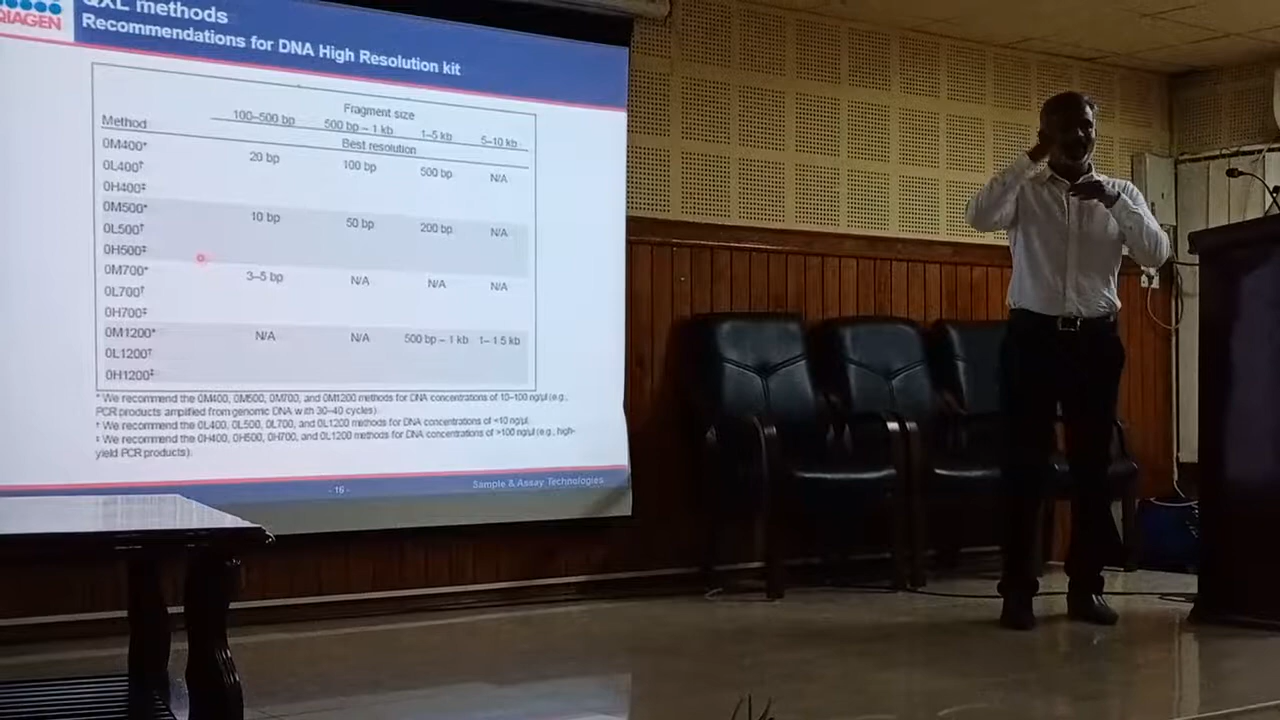 QIAGEN
QXL methods
Recommendations for DNA High Resolution kit
Fragment size
Method 100–500 bp 500 bp – 1 kb 1–5 kb 5–10 kb
Best resolution
0M400*
0L400† 20 bp 100 bp 500 bp N/A
0H400‡
0M500*
0L500† 10 bp 50 bp 200 bp N/A
0H500‡
0M700* 3–5 bp N/A N/A N/A
0L700†
0H700‡
0M1200* N/A N/A 500 bp – 1 kb 1–1.5 kb
0L1200†
0H1200‡
* We recommend the 0M400, 0M500, 0M700, and 0M1200 methods for DNA concentrations of 10–100 ng/µl (e.g.,
PCR products amplified from genomic DNA with 30–40 cycles).
† We recommend the 0L400, 0L500, 0L700, and 0L1200 methods for DNA concentrations of <10 ng/µl.
‡ We recommend the 0H400, 0H500, 0H700, and 0L1200 methods for DNA concentrations of >100 ng/µl (e.g., high-
yield PCR products).
- 16 -
Sample & Assay Technologies